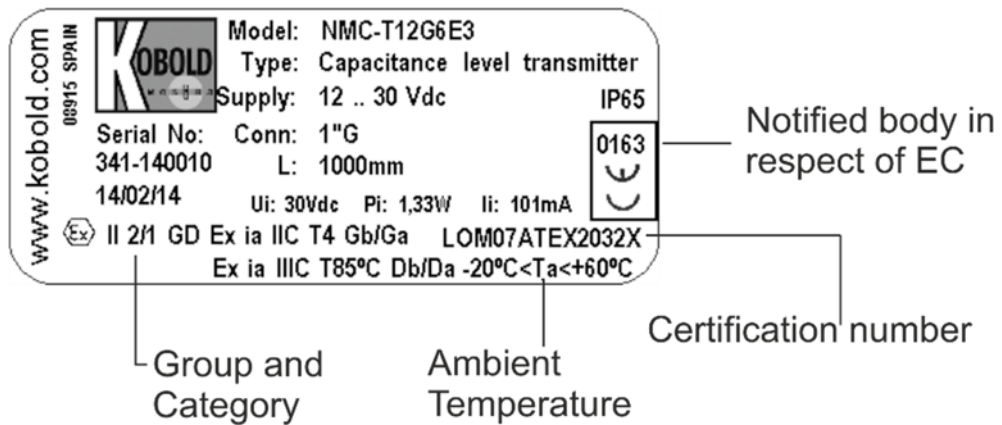 www.kobold.com
08915 SPAIN
KOBOLD
Model: NMC-T12G6E3
Type: Capacitance level transmitter
Supply: 12 .. 30 Vdc
IP65
Serial No:
341-140010
14/02/14
Conn: 1"G
L: 1000mm
0163
CE
Ui: 30Vdc Pi: 1,33W Ii: 101mA
Ex II 2/1 GD Ex ia IIC T4 Gb/Ga LOM07ATEX2032X
Ex ia IIIC T85ºC Db/Da -20ºC<Ta<+60ºC
Notified body in
respect of EC
Certification number
Group and
Category
Ambient
Temperature